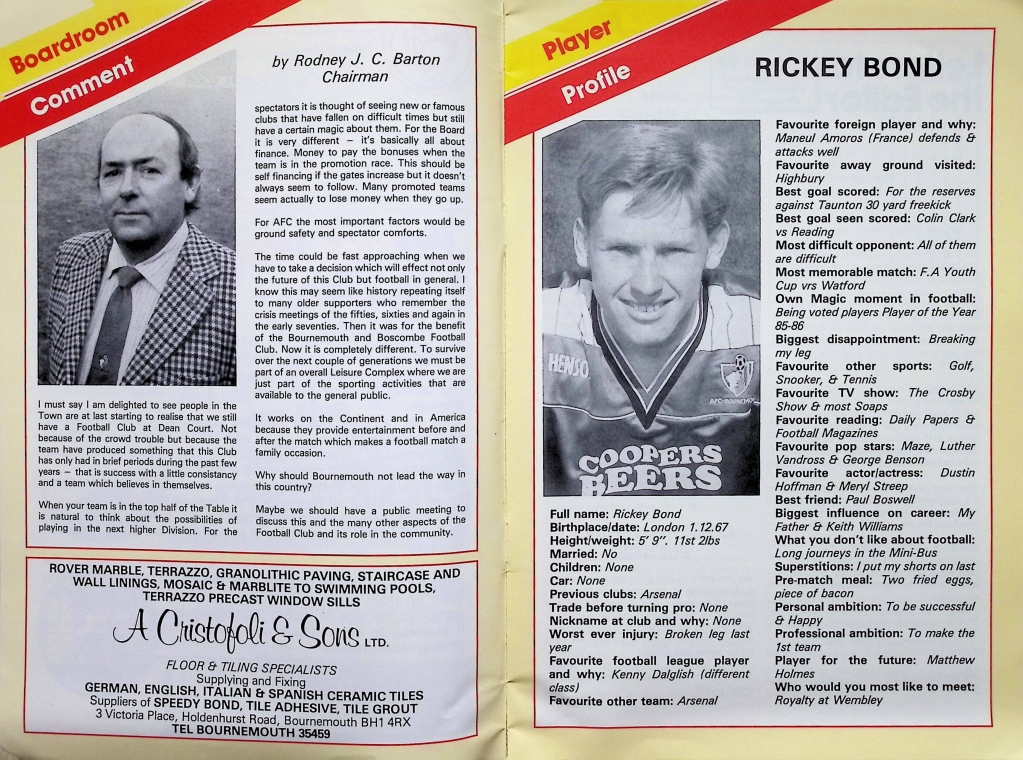 Boardroom
Comment
by Rodney J. C. Barton
Chairman
I must say I am delighted to see people in the
Town are at last starting to realise that we still
have a Football Club at Dean Court. Not
because of the crowd trouble but because the
team have produced something that this Club
has only had in brief periods during the past few
years – that is success with a little consistancy
and a team which believes in themselves.
When your team is in the top half of the Table it
is natural to think about the possibilities of
playing in the next higher Division. For the
spectators it is thought of seeing new or famous
clubs that have fallen on difficult times but still
have a certain magic about them. For the Board
it is very different – it's basically all about
finance. Money to pay the bonuses when the
team is in the promotion race. This should be
self financing if the gates increase but it doesn't
always seem to follow. Many promoted teams
seem actually to lose money when they go up.
For AFC the most important factors would be
ground safety and spectator comforts.
The time could be fast approaching when we
have to take a decision which will effect not only
the future of this Club but football in general. I
know this may seem like history repeating itself
to many older supporters who remember the
crisis meetings of the fifties, sixties and again in
the early seventies. Then it was for the benefit
of the Bournemouth and Boscombe Football
Club. Now it is completely different. To survive
over the next couple of generations we must be
part of an overall Leisure Complex where we are
just part of the sporting activities that are
available to the general public.
It works on the Continent and in America
because they provide entertainment before and
after the match which makes a football match a
family occasion.
Why should Bournemouth not lead the way in
this country?
Maybe we should have a public meeting to
discuss this and the many other aspects of the
Football Club and its role in the community.
ROVER MARBLE, TERRAZZO, GRANOLITHIC PAVING, STAIRCASE AND
WALL LININGS, MOSAIC & MARBLITE TO SWIMMING POOLS,
TERRAZZO PRECAST WINDOW SILLS
A Cristofoli & Sons LTD.
FLOOR & TILING SPECIALISTS
Supplying and Fixing
GERMAN, ENGLISH, ITALIAN & SPANISH CERAMIC TILES
Suppliers of SPEEDY BOND, TILE ADHESIVE, TILE GROUT
3 Victoria Place, Holdenhurst Road, Bournemouth BH1 4RX
TEL BOURNEMOUTH 35459
Player
Profile
RICKEY BOND
HENSO
AFC-BOURNEMOUTH
COOPERS
BEERS
Full name: Rickey Bond
Birthplace/date: London 1.12.67
Height/weight: 5' 9". 11st 2lbs
Married: No
Children: None
Car: None
Previous clubs: Arsenal
Trade before turning pro: None
Nickname at club and why: None
Worst ever injury: Broken leg last
year
Favourite football league player
and why: Kenny Dalglish (different
class)
Favourite other team: Arsenal
Favourite foreign player and why:
Maneul Amoros (France) defends &
attacks well
Favourite away ground visited:
Highbury
Best goal scored: For the reserves
against Taunton 30 yard freekick
Best goal seen scored: Colin Clark
vs Reading
Most difficult opponent: All of them
are difficult
Most memorable match: F.A Youth
Cup vrs Watford
Own Magic moment in football:
Being voted players Player of the Year
85-86
Biggest disappointment: Breaking
my leg
Favourite other sports: Golf,
Snooker, & Tennis
Favourite TV show: The Crosby
Show & most Soaps
Favourite reading: Daily Papers &
Football Magazines
Favourite pop stars: Maze, Luther
Vandross & George Benson
Favourite actor/actress: Dustin
Hoffman & Meryl Streep
Best friend: Paul Boswell
Biggest influence on career: My
Father & Keith Williams
What you don't like about football:
Long journeys in the Mini-Bus
Superstitions: I put my shorts on last
Pre-match meal: Two fried eggs,
piece of bacon
Personal ambition: To be successful
& Happy
Professional ambition: To make the
1st team
Player for the future: Matthew
Holmes
Who would you most like to meet:
Royalty at Wembley